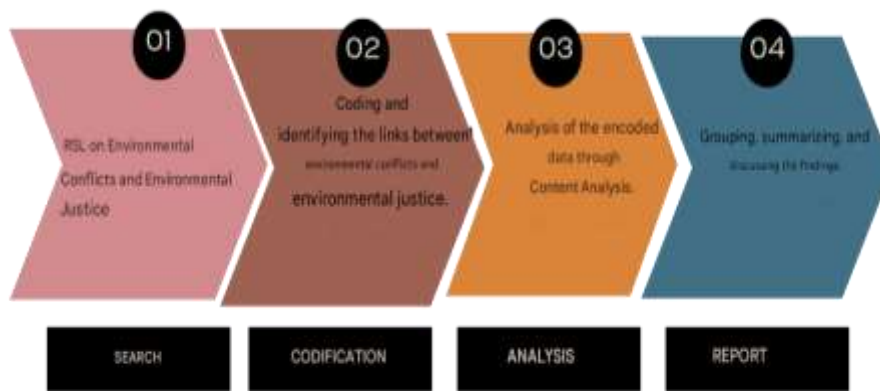 01
RSL on Environmental
Conflicts and Environmental
Justice
SEARCH
02
Coding and
identifying the links between
environmental conflicts and
environmental justice.
CODIFICATION
03
Analysis of the encoded
data through
Content Analysis.
ANALYSIS
04
Grouping, summarizing, and
discussing the findings.
REPORT